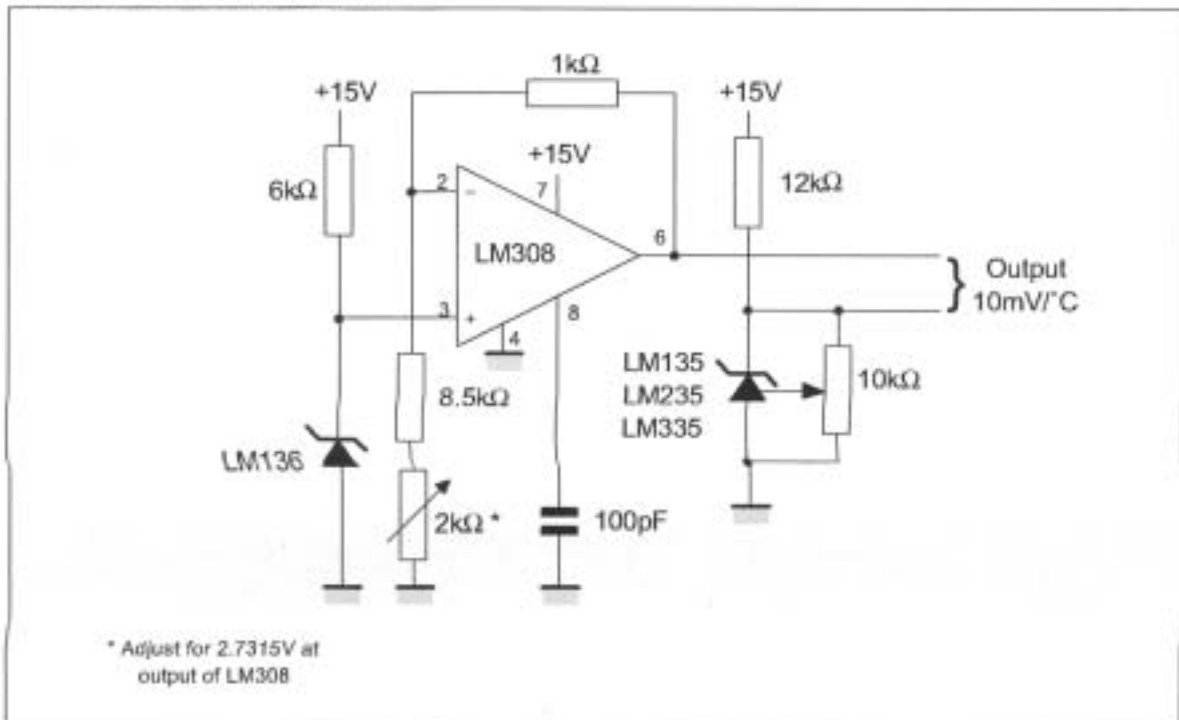 1kΩ
+15V
+15V
+15V
6kΩ
12kΩ
2
−
7
6
LM308
Output
10mV/°C
3
+
4
8
LM135
LM235
LM335
10kΩ
8.5kΩ
LM136
2kΩ *
100pF
* Adjust for 2.7315V at
output of LM308